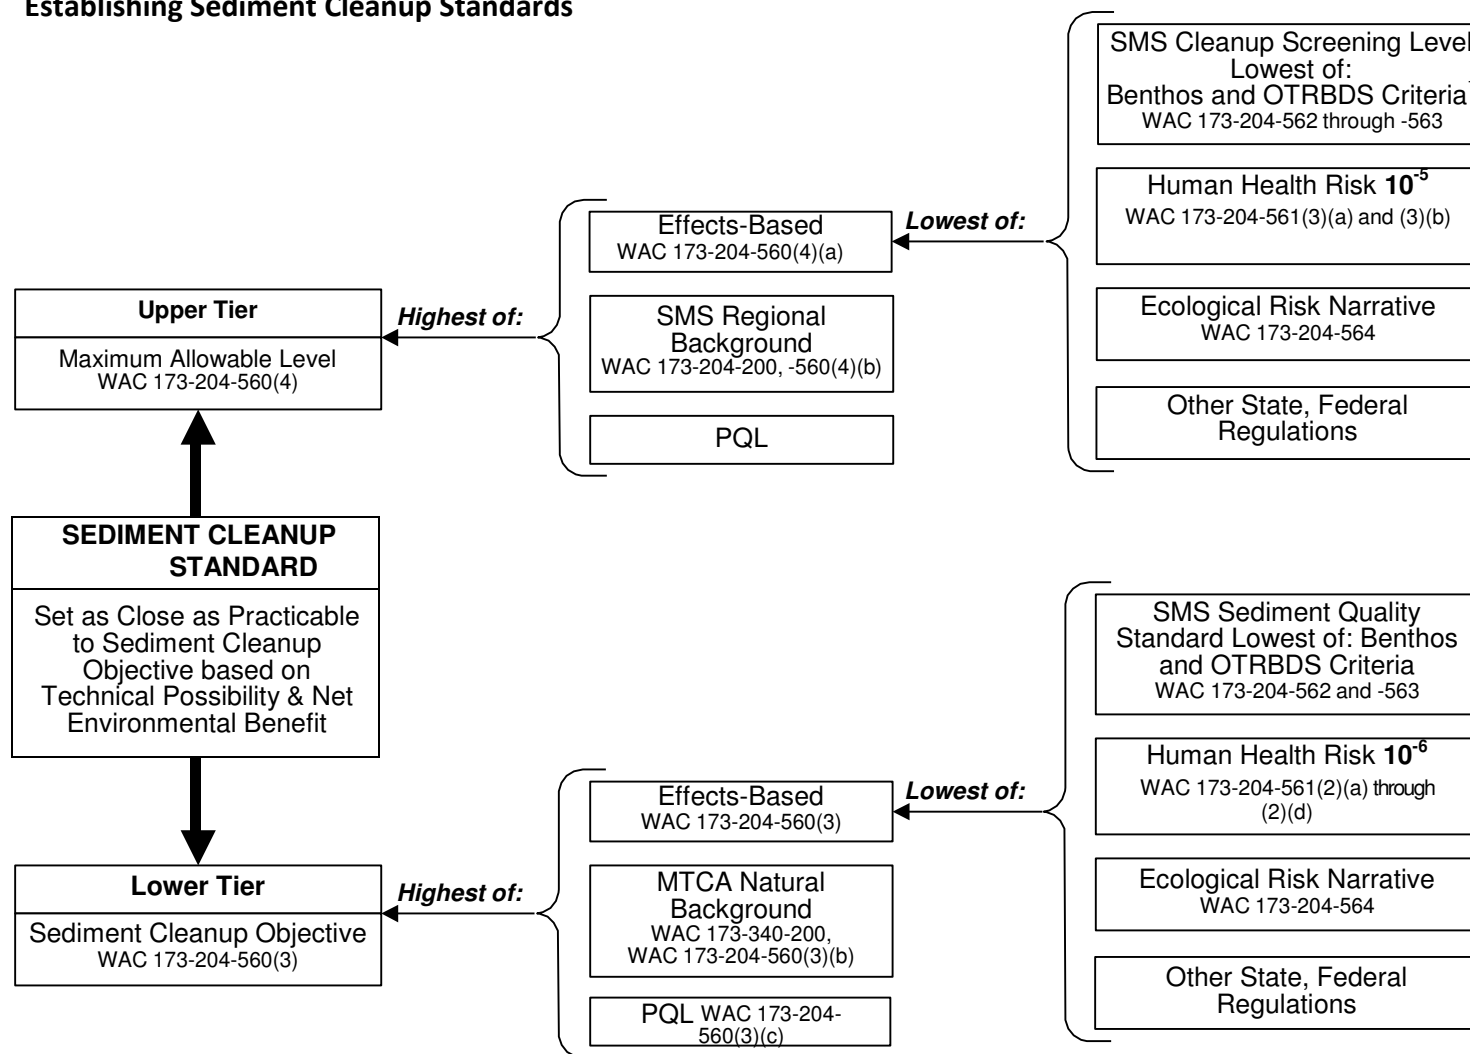 Establishing Sediment Cleanup Standards
SMS Cleanup Screening Level
Lowest of:
Benthos and OTRBDS Criteria
WAC 173-204-562 through -563
Human Health Risk 10⁻⁵
WAC 173-204-561(3)(a) and (3)(b)
Ecological Risk Narrative
WAC 173-204-564
Other State, Federal
Regulations
Lowest of:
Effects-Based
WAC 173-204-560(4)(a)
SMS Regional
Background
WAC 173-204-200, -560(4)(b)
PQL
Highest of:
Upper Tier
Maximum Allowable Level
WAC 173-204-560(4)
SEDIMENT CLEANUP
STANDARD
Set as Close as Practicable
to Sediment Cleanup
Objective based on
Technical Possibility & Net
Environmental Benefit
Lower Tier
Sediment Cleanup Objective
WAC 173-204-560(3)
Highest of:
Effects-Based
WAC 173-204-560(3)
MTCA Natural
Background
WAC 173-340-200,
WAC 173-204-560(3)(b)
PQL WAC 173-204-
560(3)(c)
Lowest of:
SMS Sediment Quality
Standard Lowest of: Benthos
and OTRBDS Criteria
WAC 173-204-562 and -563
Human Health Risk 10⁻⁶
WAC 173-204-561(2)(a) through
(2)(d)
Ecological Risk Narrative
WAC 173-204-564
Other State, Federal
Regulations